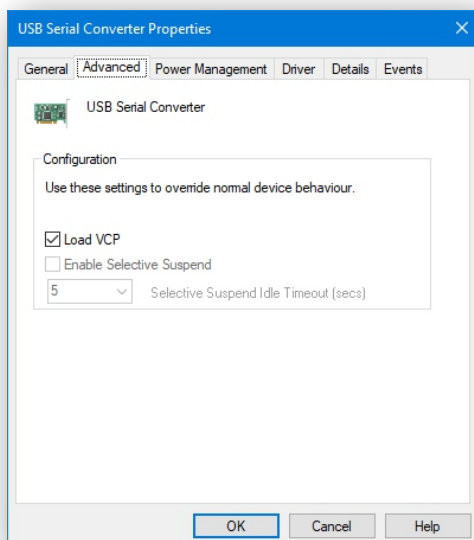 USB Serial Converter Properties
General Advanced Power Management Driver Details Events
USB Serial Converter
Configuration
Use these settings to override normal device behaviour.
Load VCP
Enable Selective Suspend
5 Selective Suspend Idle Timeout (secs)
OK Cancel Help